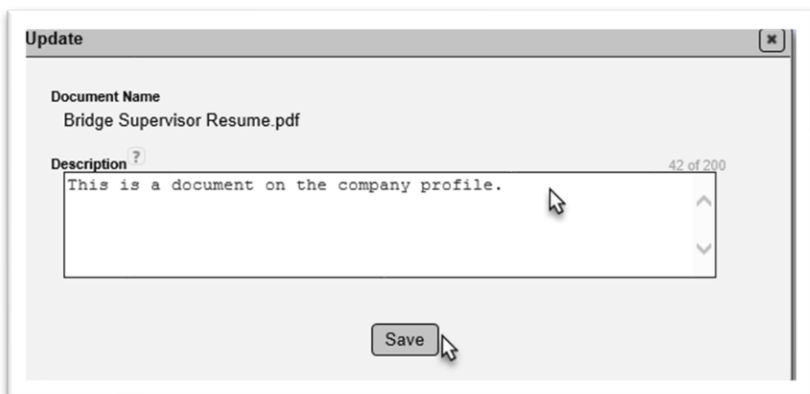 Update
Document Name
Bridge Supervisor Resume.pdf
Description ?
42 of 200
This is a document on the company profile.
Save